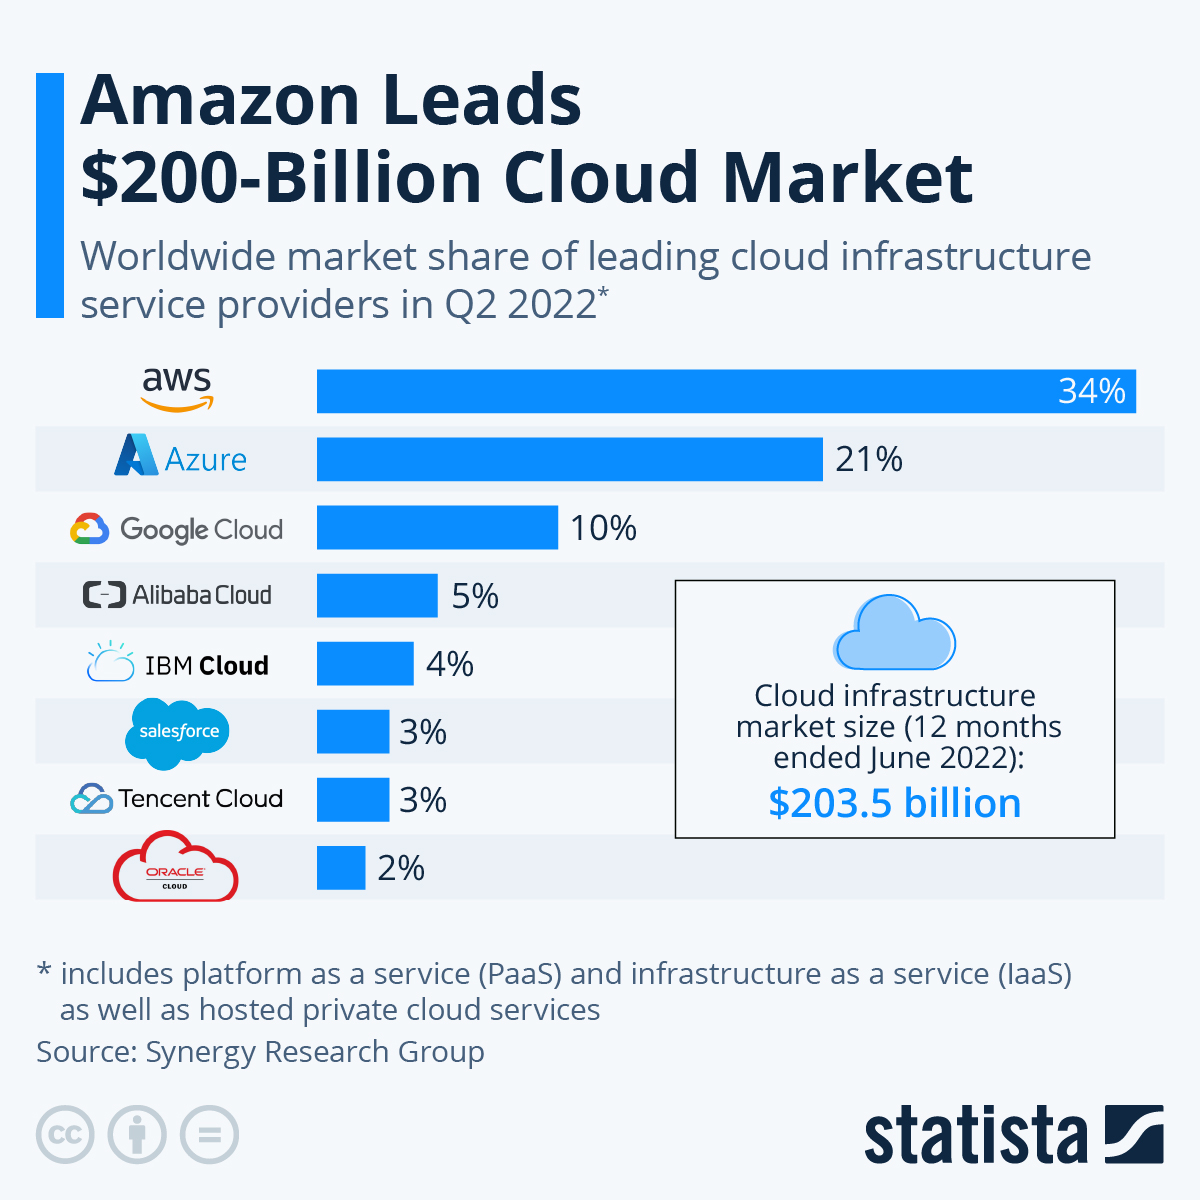 Amazon Leads
$200-Billion Cloud Market
Worldwide market share of leading cloud infrastructure
service providers in Q2 2022*
aws
34%
Azure
21%
Google Cloud
10%
Alibaba Cloud
5%
IBM Cloud
4%
salesforce
3%
Tencent Cloud
3%
ORACLE
CLOUD
2%
Cloud infrastructure
market size (12 months
ended June 2022):
$203.5 billion
* includes platform as a service (PaaS) and infrastructure as a service (IaaS)
as well as hosted private cloud services
Source: Synergy Research Group
cc
statista